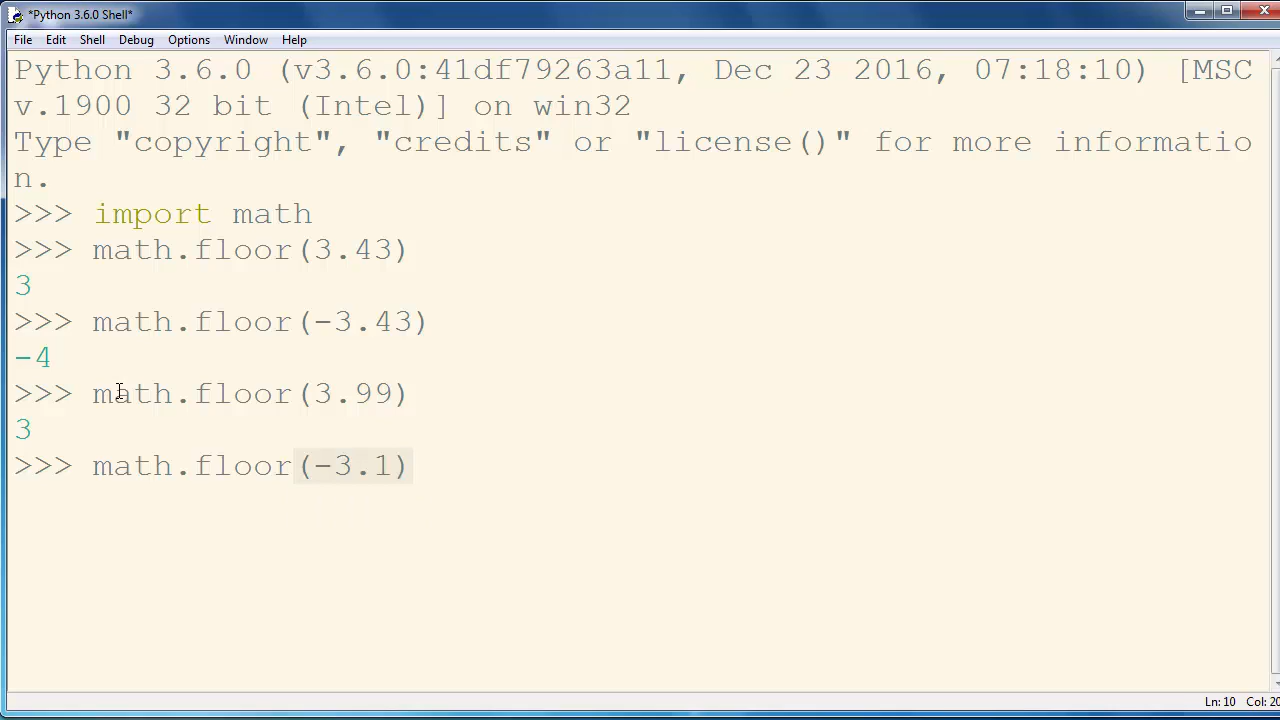 *Python 3.6.0 Shell*
File Edit Shell Debug Options Window Help
Python 3.6.0 (v3.6.0:41df79263a11, Dec 23 2016, 07:18:10) [MSC
v.1900 32 bit (Intel)] on win32
Type "copyright", "credits" or "license()" for more informatio
n.
>>> import math
>>> math.floor(3.43)
3
>>> math.floor(-3.43)
-4
>>> math.floor(3.99)
3
>>> math.floor(-3.1)
Ln: 10 Col: 20